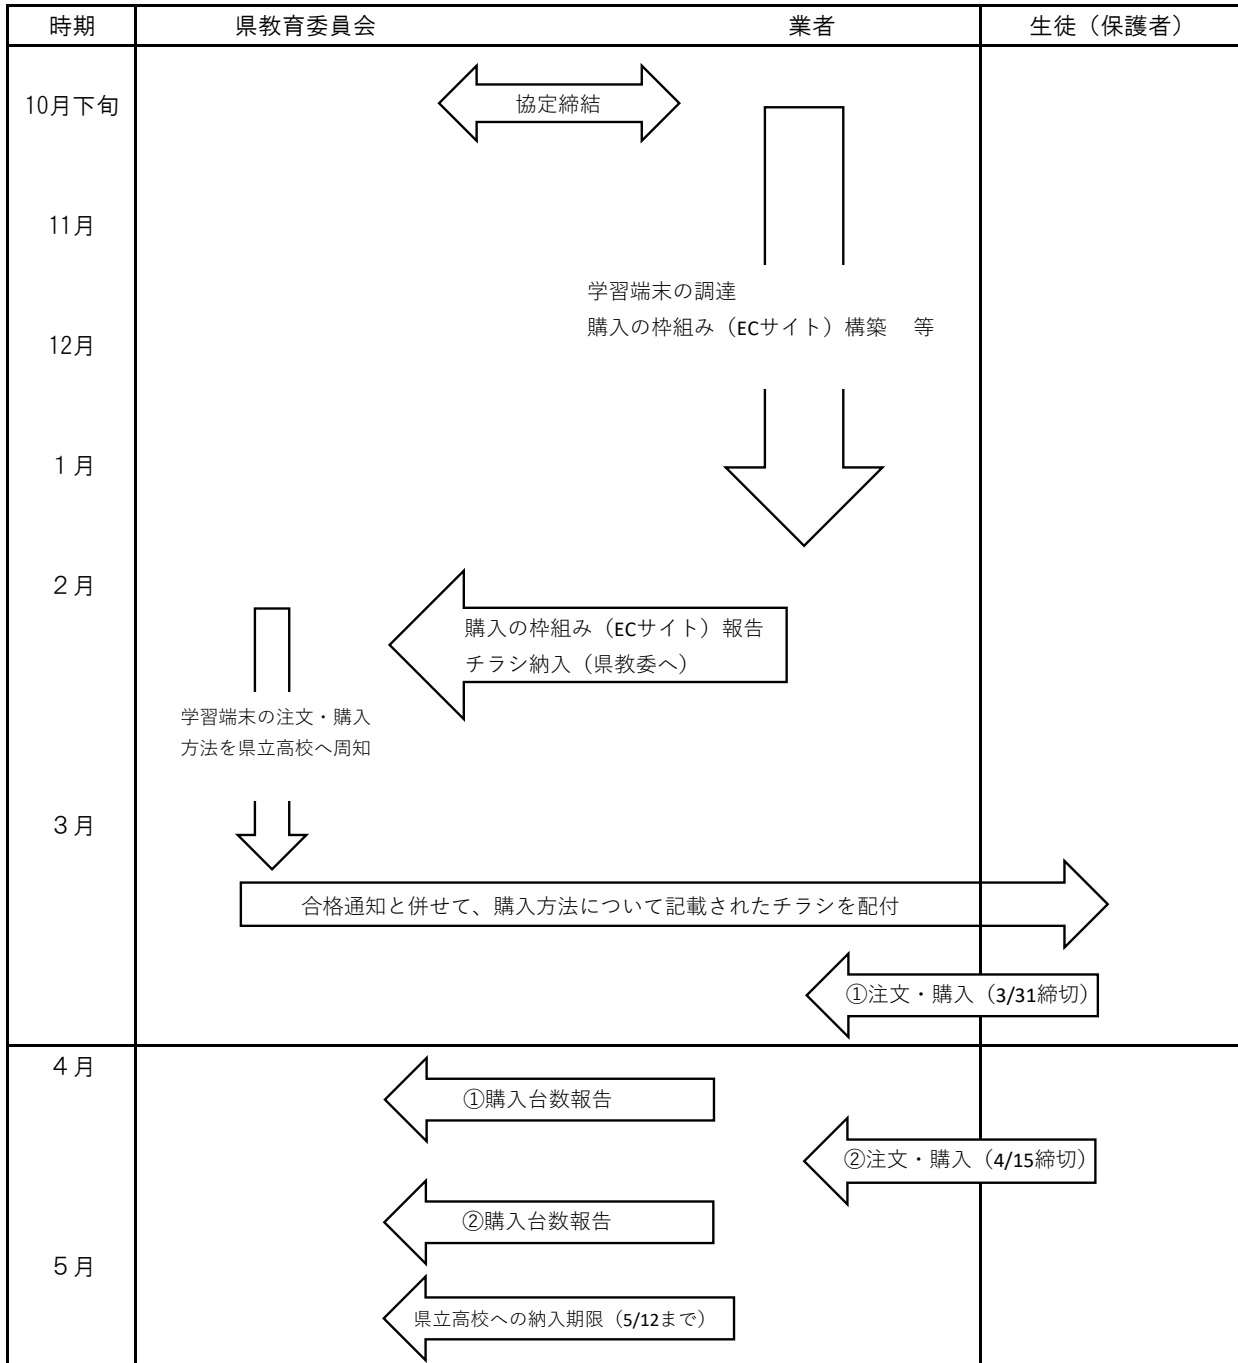 時期
県教育委員会
業者
生徒（保護者）
10月下旬
協定締結
11月
学習端末の調達
購入の枠組み（ECサイト）構築　等
12月
１月
２月
購入の枠組み（ECサイト）報告
チラシ納入（県教委へ）
学習端末の注文・購入
方法を県立高校へ周知
３月
合格通知と併せて、購入方法について記載されたチラシを配付
①注文・購入（3/31締切）
４月
①購入台数報告
②注文・購入（4/15締切）
②購入台数報告
５月
県立高校への納入期限（5/12まで）